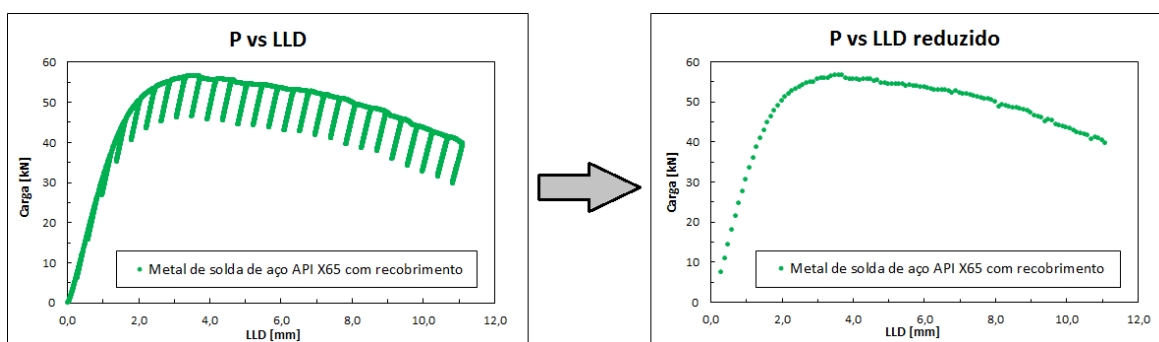 P vs LLD
Carga [kN]
60
50
40
30
20
10
0
Metal de solda de aço API X65 com recobrimento
0,0 2,0 4,0 6,0 8,0 10,0 12,0
LLD [mm]
P vs LLD reduzido
Carga [kN]
60
50
40
30
20
10
0
Metal de solda de aço API X65 com recobrimento
0,0 2,0 4,0 6,0 8,0 10,0 12,0
LLD [mm]